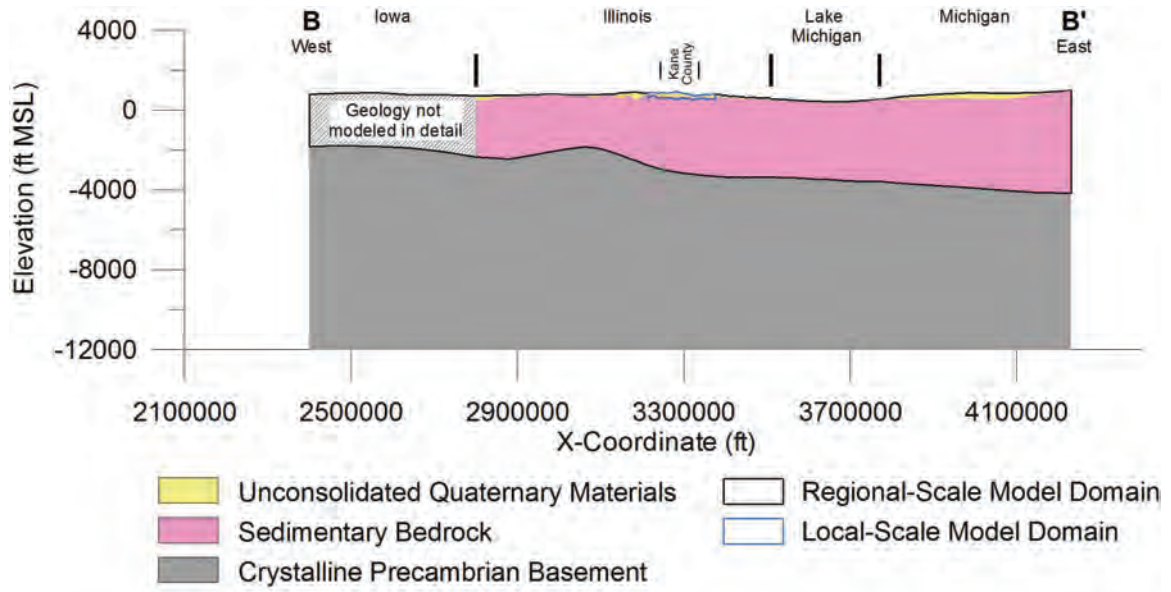 B
West
Iowa
Illinois
Kane
County
Lake
Michigan
Michigan
B'
East
Elevation (ft MSL)
4000
0
-4000
-8000
-12000
Geology not
modeled in detail
2100000
2500000
2900000
3300000
3700000
4100000
X-Coordinate (ft)
Unconsolidated Quaternary Materials
Sedimentary Bedrock
Crystalline Precambrian Basement
Regional-Scale Model Domain
Local-Scale Model Domain